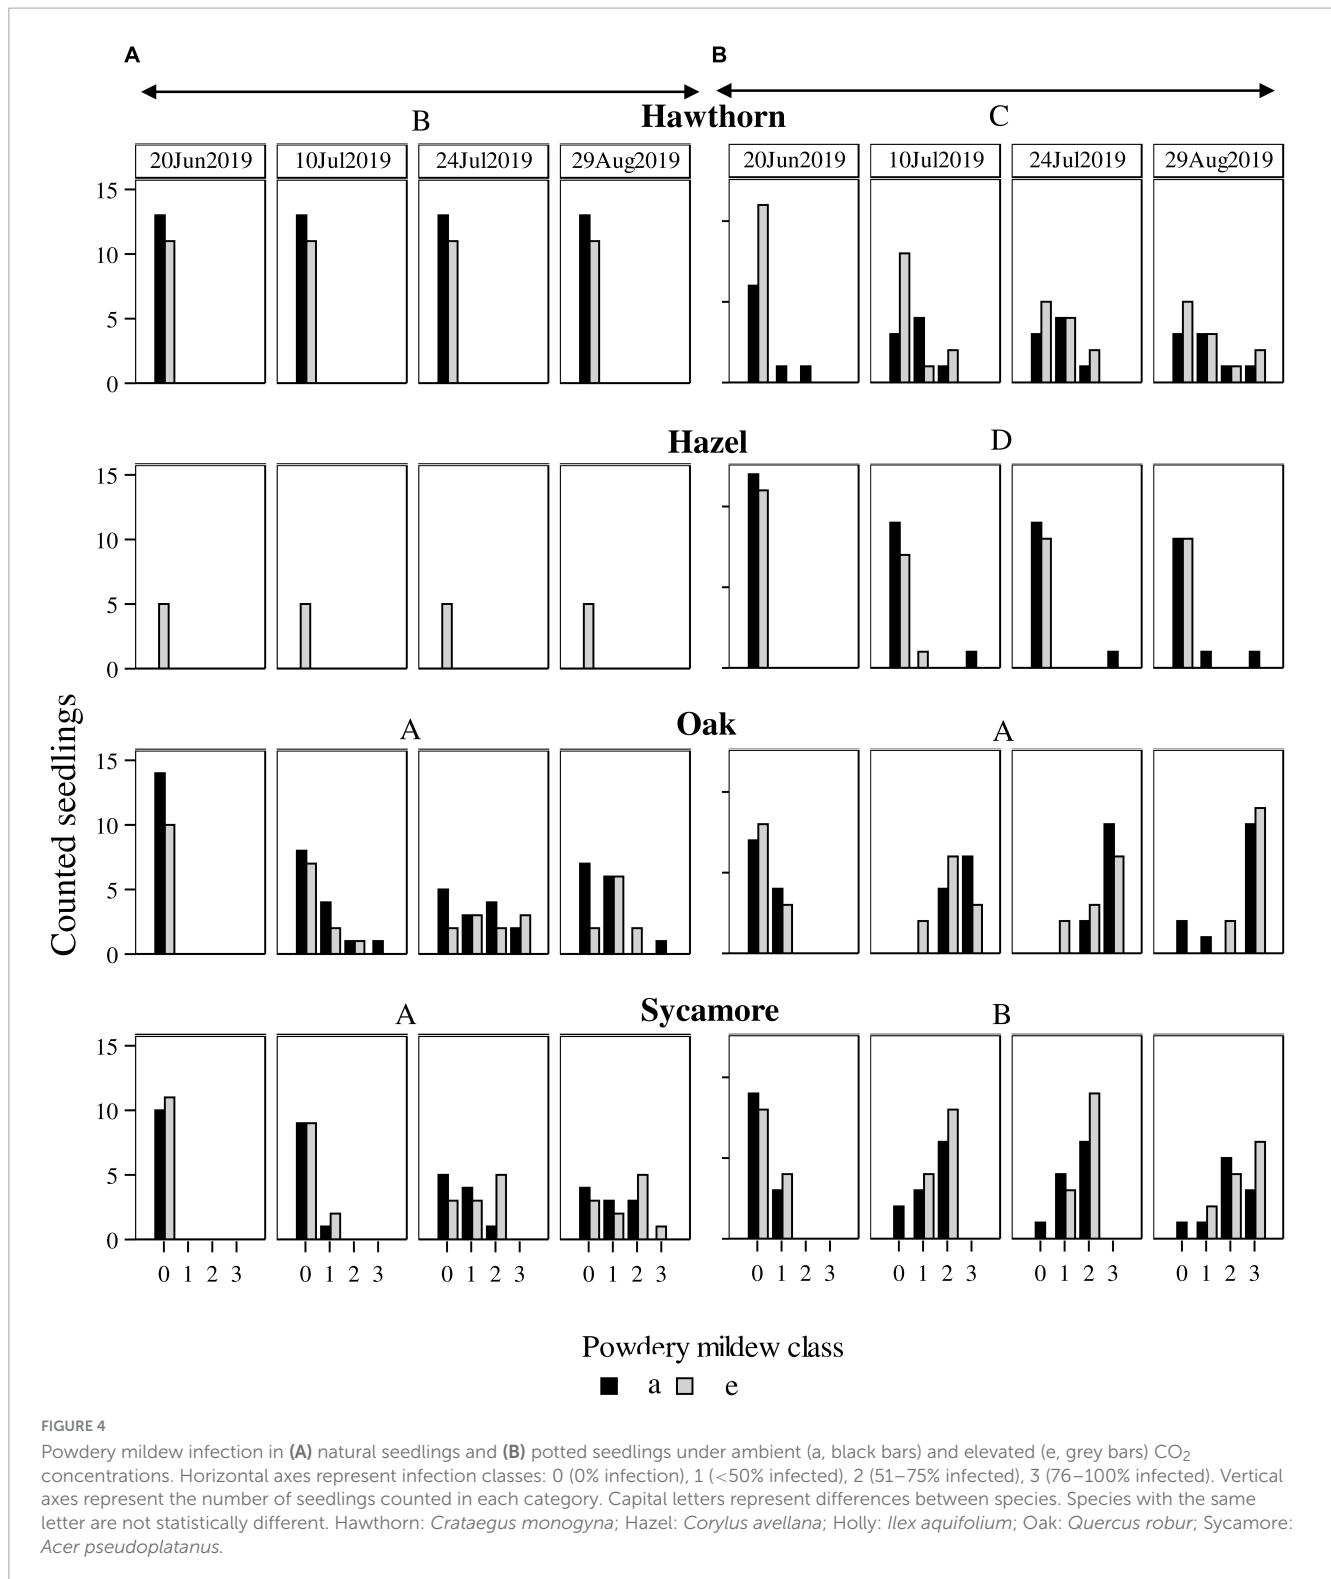 A B
B Hawthorn C
20Jun2019 10Jul2019 24Jul2019 29Aug2019 20Jun2019 10Jul2019 24Jul2019 29Aug2019
15
10
5
0
Hazel D
15
10
5
0
A Oak A
15
10
5
0
Counted seedlings
A Sycamore B
15
10
5
0
0 1 2 3 0 1 2 3 0 1 2 3 0 1 2 3 0 1 2 3 0 1 2 3 0 1 2 3 0 1 2 3
Powdery mildew class
a e
FIGURE 4
Powdery mildew infection in (A) natural seedlings and (B) potted seedlings under ambient (a, black bars) and elevated (e, grey bars) CO₂
concentrations. Horizontal axes represent infection classes: 0 (0% infection), 1 (<50% infected), 2 (51–75% infected), 3 (76–100% infected). Vertical
axes represent the number of seedlings counted in each category. Capital letters represent differences between species. Species with the same
letter are not statistically different. Hawthorn: Crataegus monogyna; Hazel: Corylus avellana; Holly: Ilex aquifolium; Oak: Quercus robur; Sycamore:
Acer pseudoplatanus.